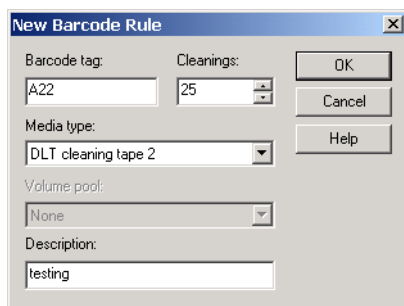 New Barcode Rule
Barcode tag: Cleanings:
A22 25
OK
Cancel
Help
Media type:
DLT cleaning tape 2
Volume pool:
None
Description:
testing